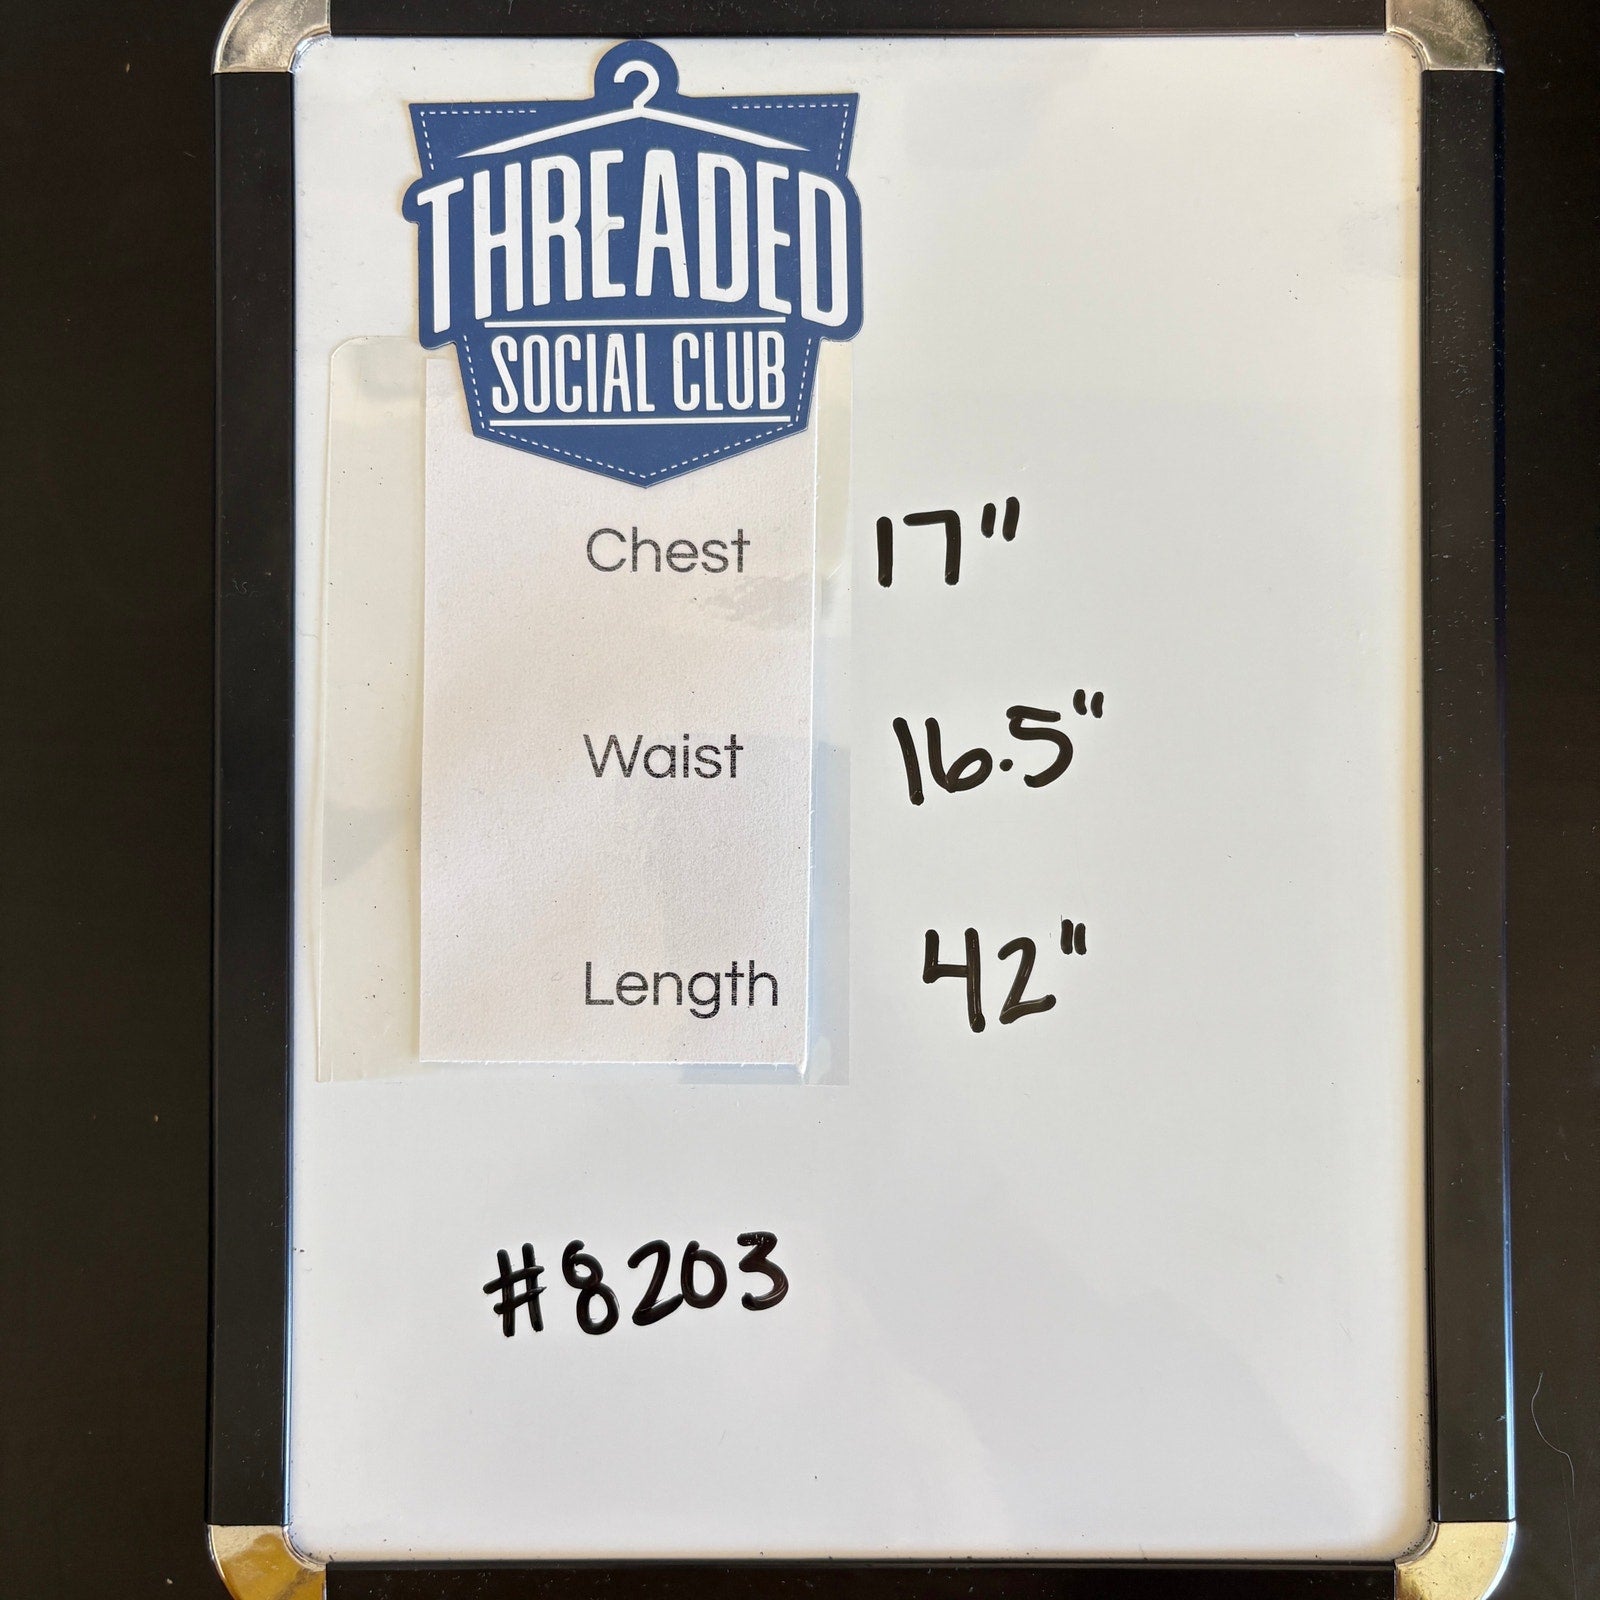 THREADED
SOCIAL CLUB
Chest 17"
Waist 16.5"
Length 42"
#8203